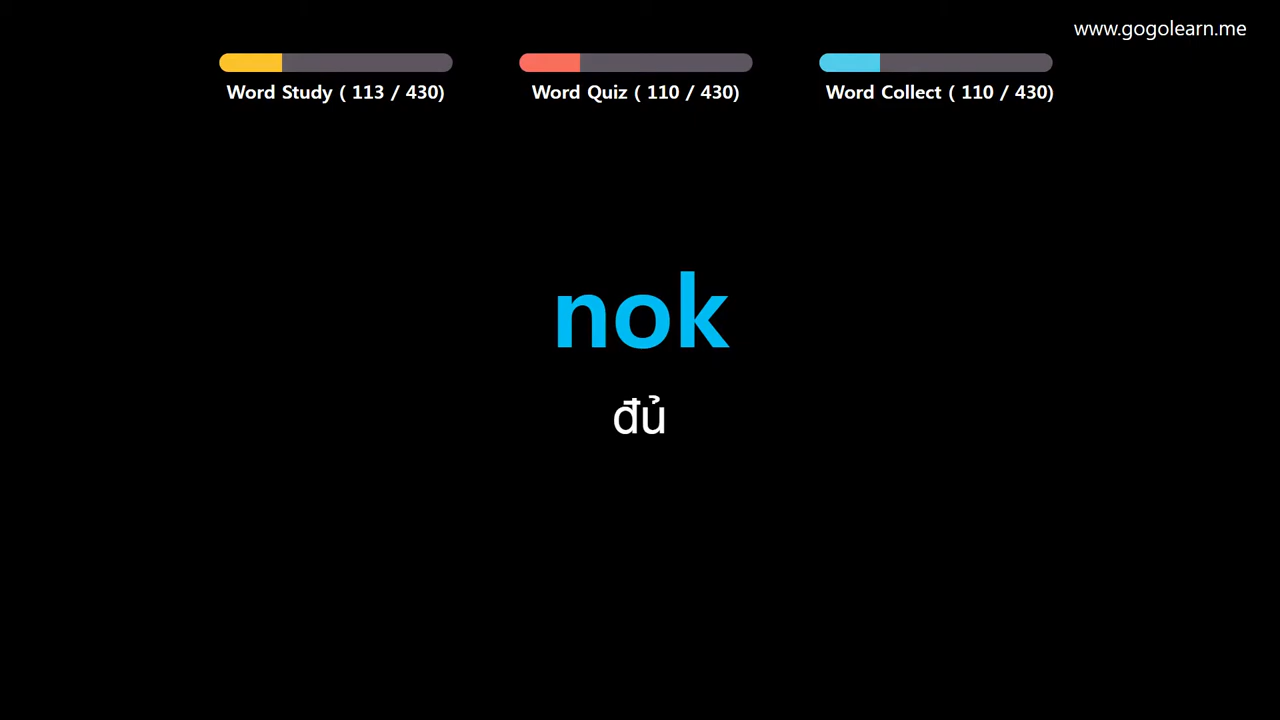 www.gogolearn.me
Word Study ( 113 / 430)
Word Quiz ( 110 / 430)
Word Collect ( 110 / 430)
nok
đủ